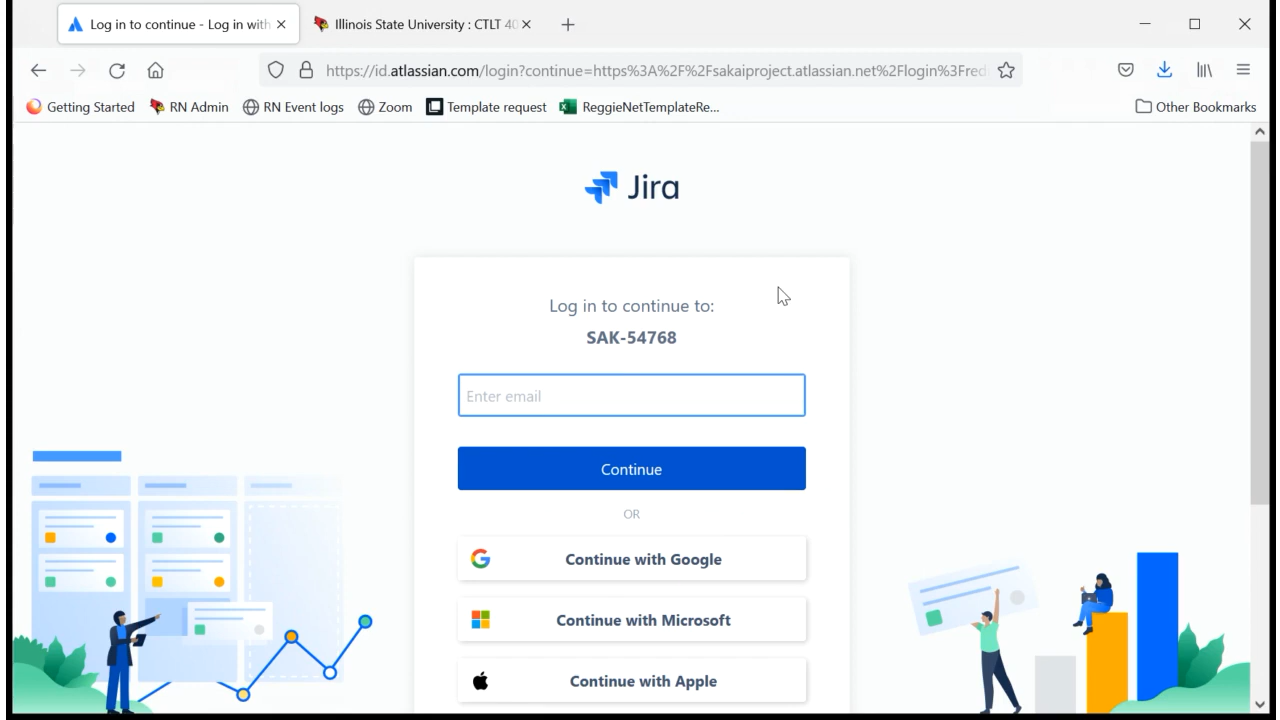 Log in to continue - Log in with
Illinois State University : CTLT 40
https://id.atlassian.com/login?continue=https%3A%2F%2Fsakaiproject.atlassian.net%2Flogin%3Fred
Getting Started RN Admin RN Event logs Zoom Template request ReggieNetTemplateRe... Other Bookmarks
Jira
Log in to continue to:
SAK-54768
Enter email
Continue
OR
Continue with Google
Continue with Microsoft
Continue with Apple